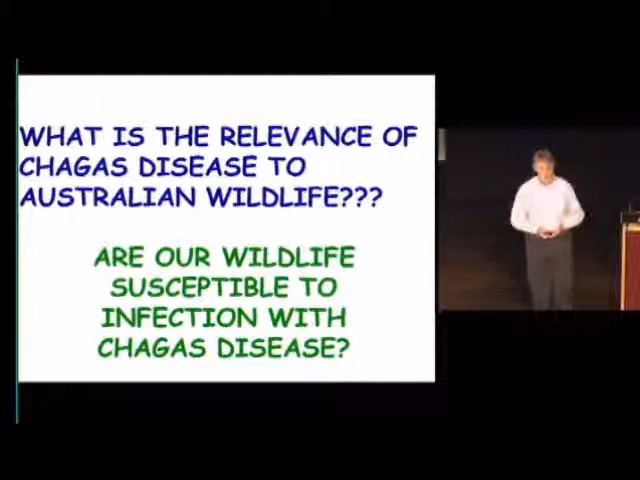 WHAT IS THE RELEVANCE OF
CHAGAS DISEASE TO
AUSTRALIAN WILDLIFE???
ARE OUR WILDLIFE
SUSCEPTIBLE TO
INFECTION WITH
CHAGAS DISEASE?